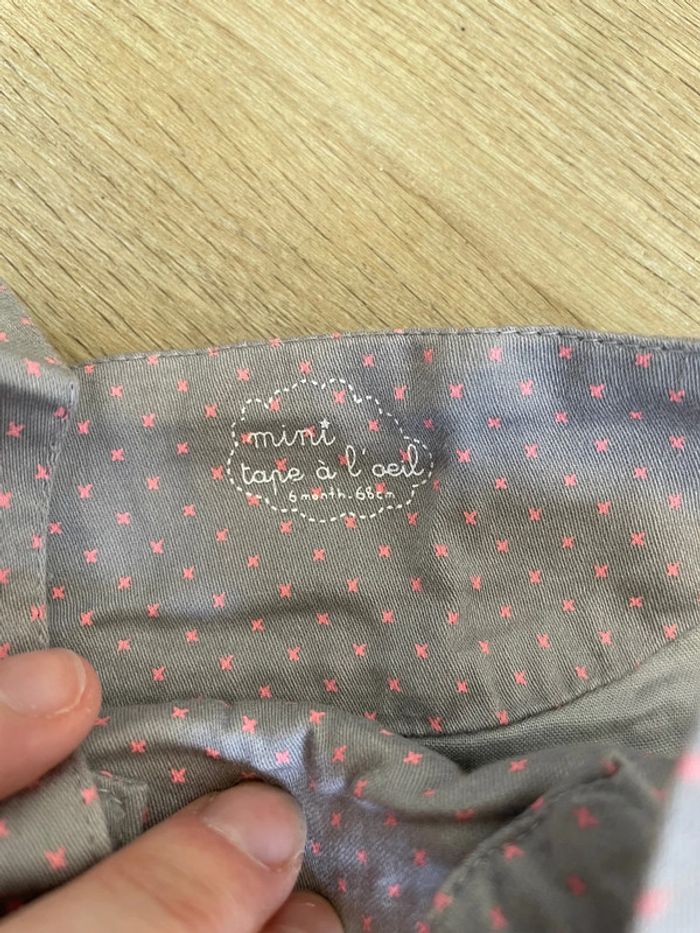 mini
tape à l'oeil
6 month. 68cm